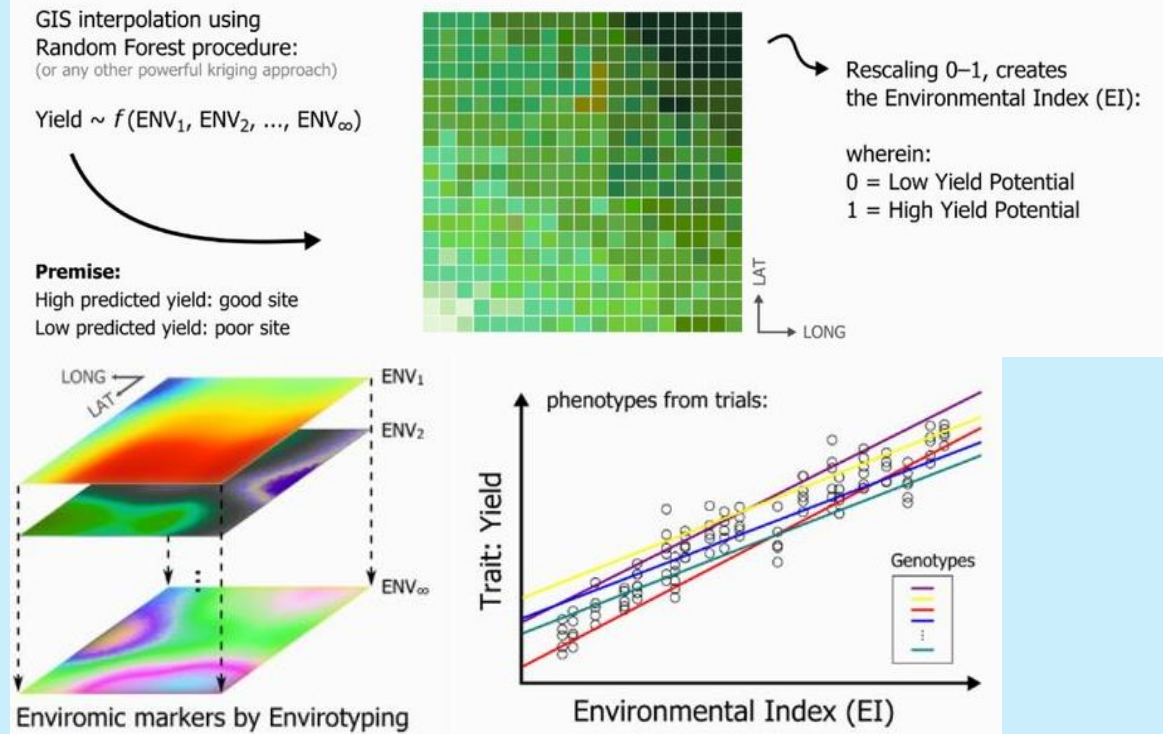 GIS interpolation using
Random Forest procedure:
(or any other powerful kriging approach)
Yield ~ f(ENV₁, ENV₂, ..., ENV∞)
Premise:
High predicted yield: good site
Low predicted yield: poor site
LAT
LONG
Rescaling 0–1, creates
the Environmental Index (EI):
wherein:
0 = Low Yield Potential
1 = High Yield Potential
LONG
LAT
ENV₁
ENV₂
⋮
ENV∞
Enviromic markers by Envirotyping
phenotypes from trials:
Trait: Yield
Genotypes
⋮
Environmental Index (EI)